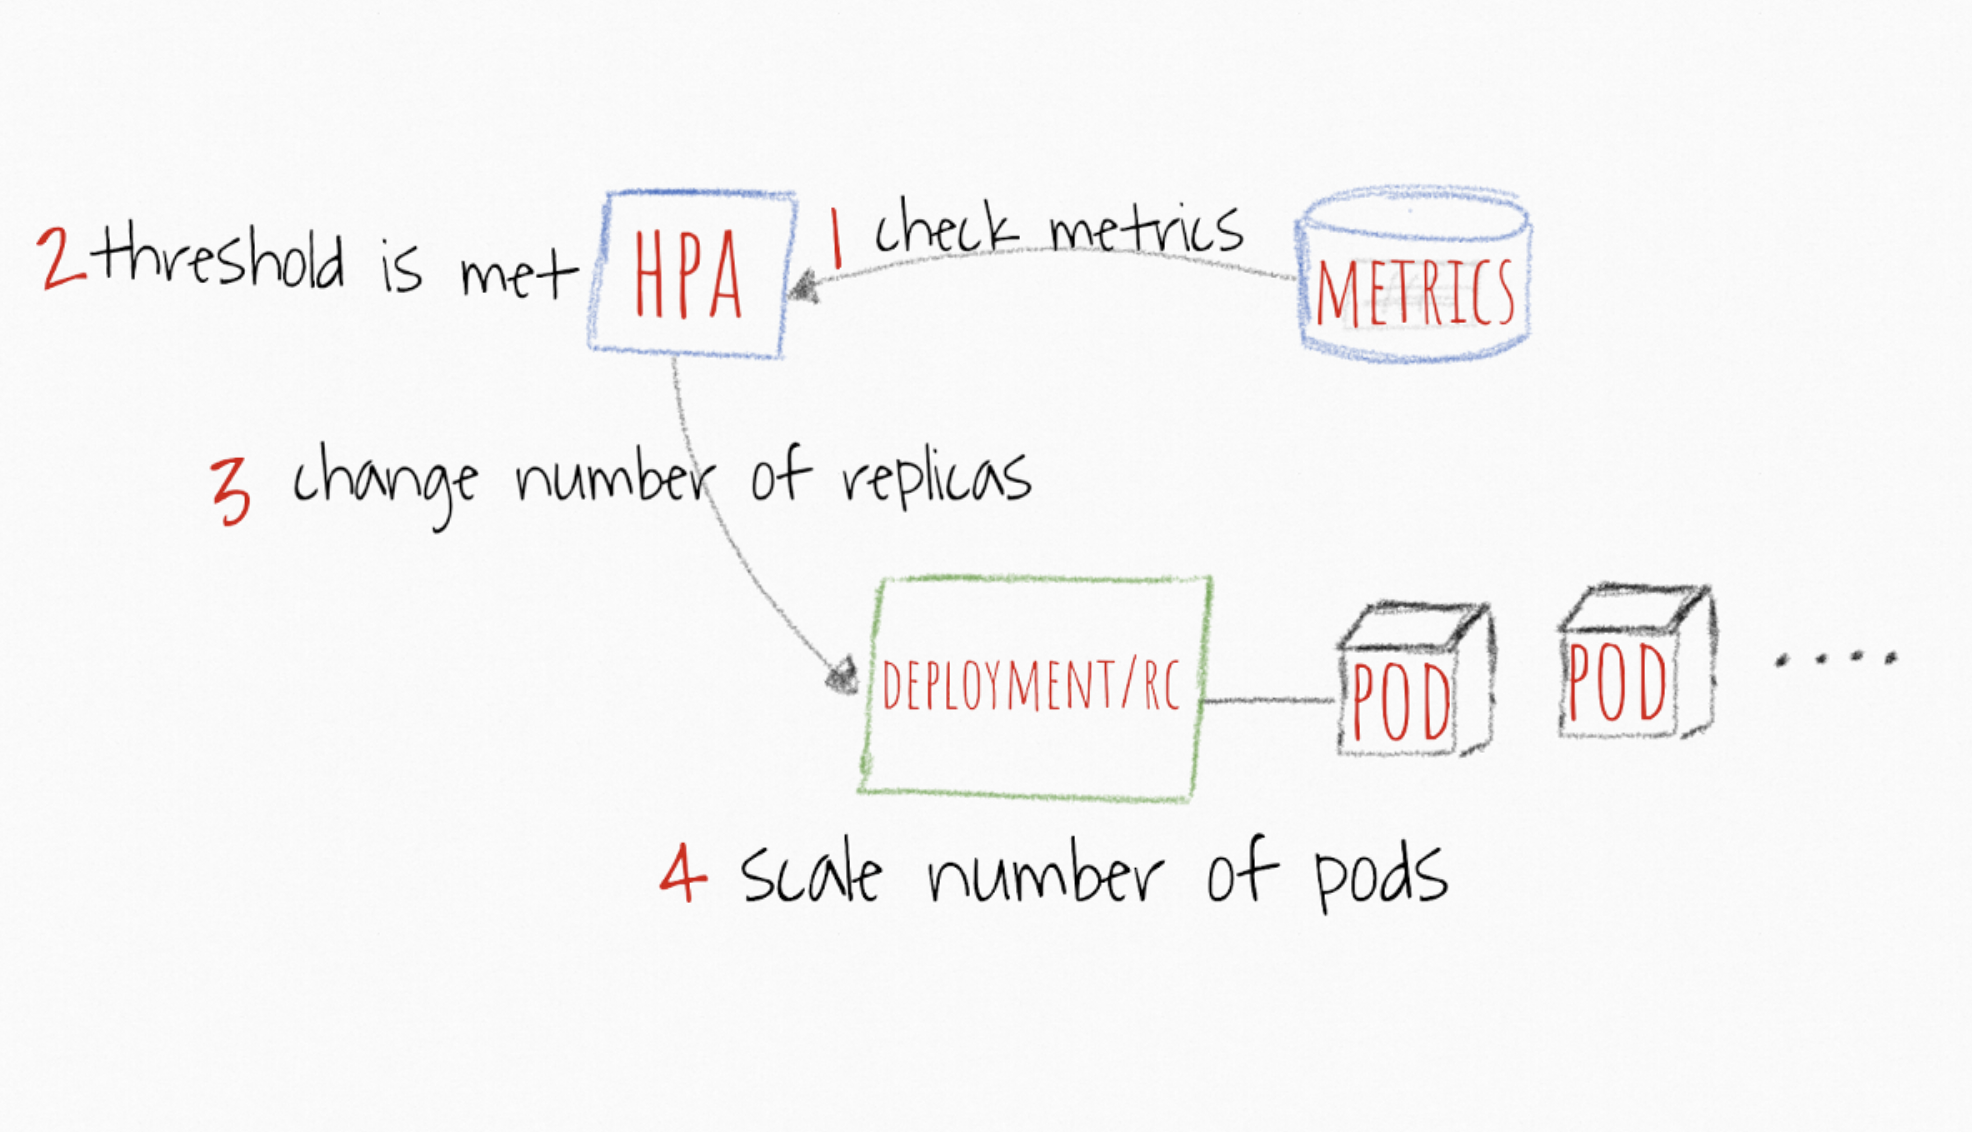 2 threshold is met
HPA
1 check metrics
METRICS
3 change number of replicas
DEPLOYMENT/RC
POD
POD
....
4 scale number of pods